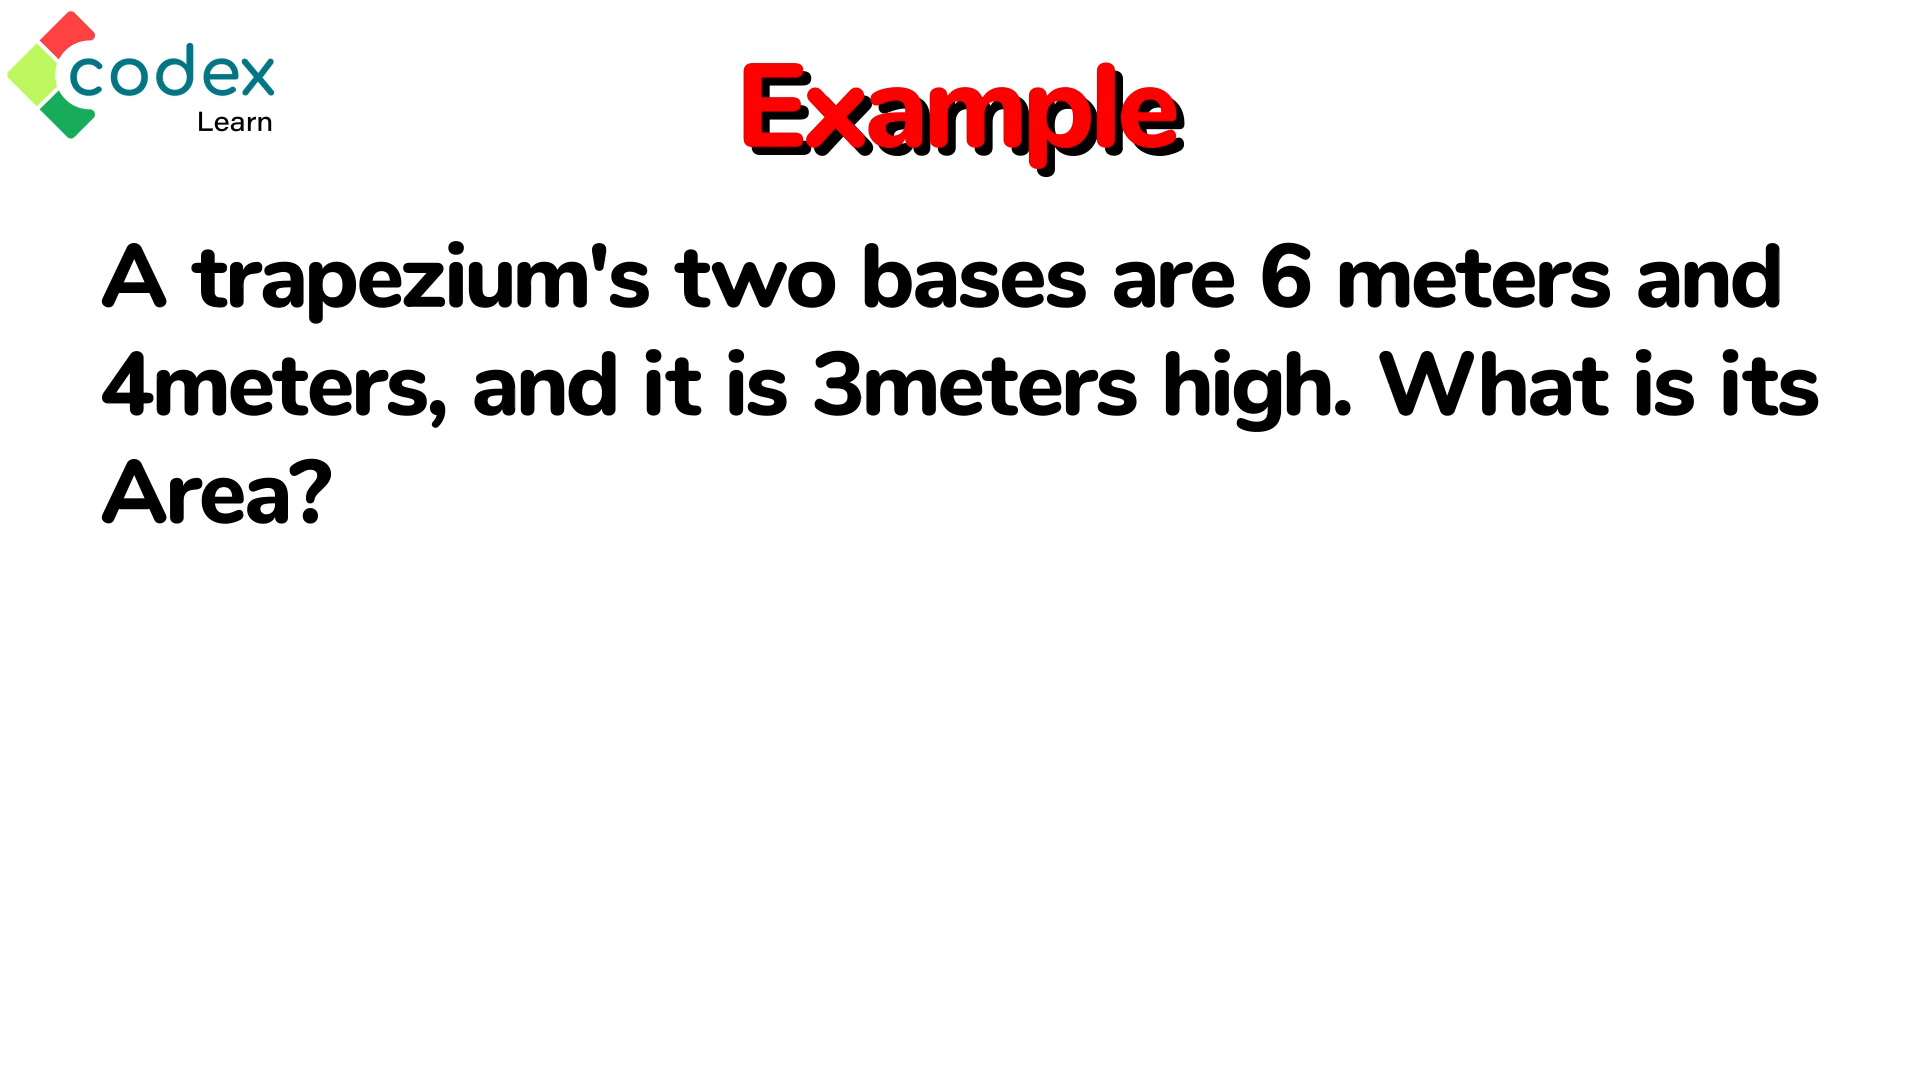 codex
Learn
Example
A trapezium's two bases are 6 meters and
4meters, and it is 3meters high. What is its
Area?